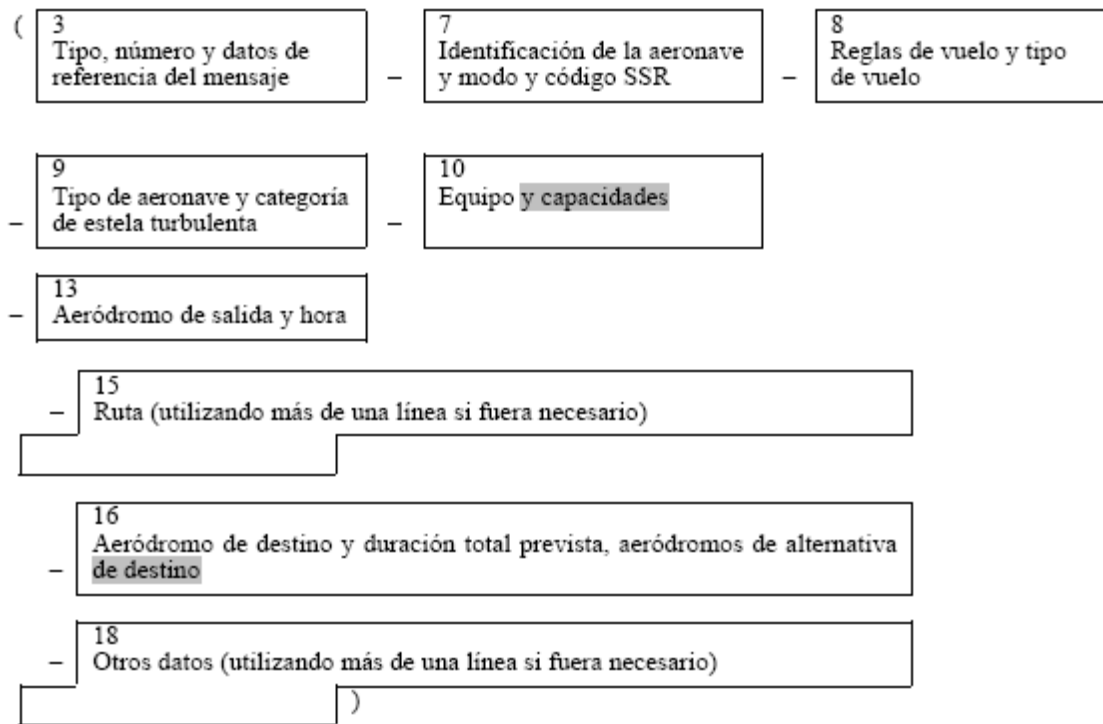 (
3
Tipo, número y datos de
referencia del mensaje
–
7
Identificación de la aeronave
y modo y código SSR
–
8
Reglas de vuelo y tipo
de vuelo
–
9
Tipo de aeronave y categoría
de estela turbulenta
–
10
Equipo y capacidades
–
13
Aeródromo de salida y hora
–
15
Ruta (utilizando más de una línea si fuera necesario)
–
16
Aeródromo de destino y duración total prevista, aeródromos de alternativa
de destino
–
18
Otros datos (utilizando más de una línea si fuera necesario)
)